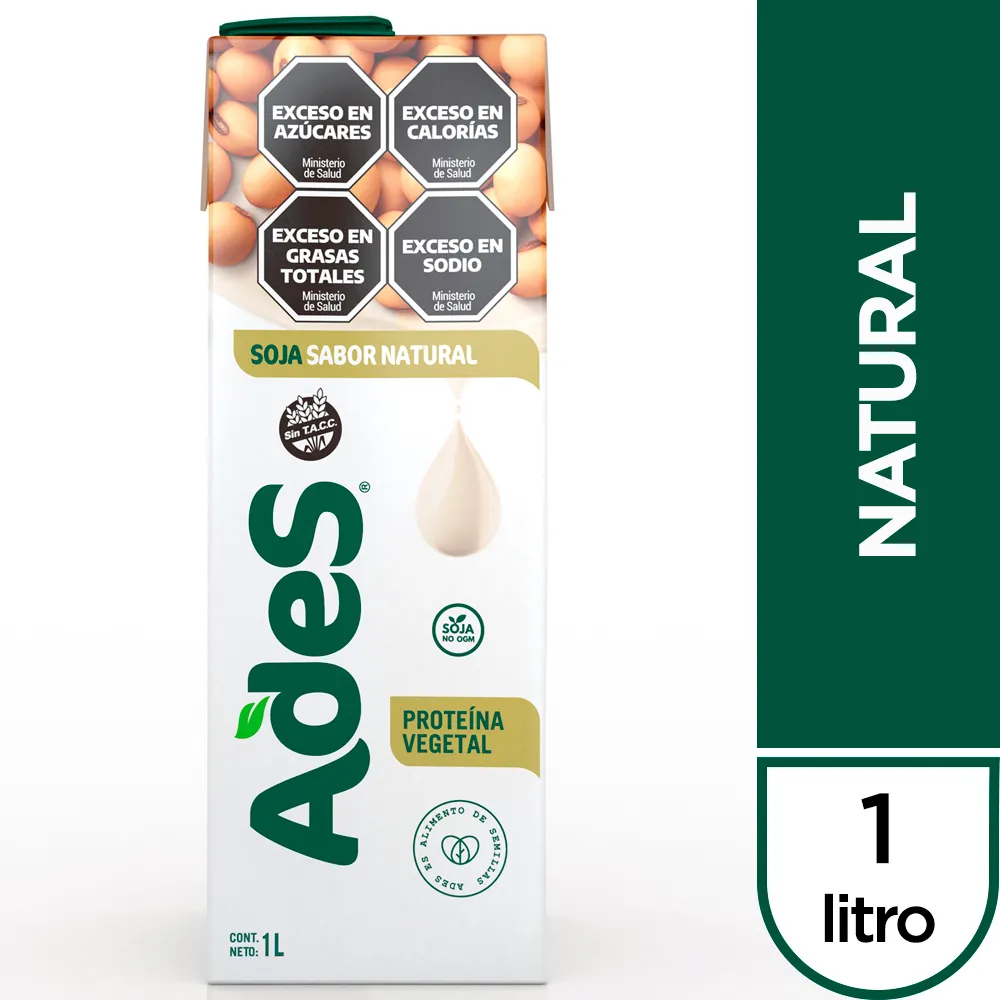 EXCESO EN
AZÚCARES
Ministerio
de Salud
EXCESO EN
CALORÍAS
Ministerio
de Salud
EXCESO EN
GRASAS
TOTALES
Ministerio
de Salud
EXCESO EN
SODIO
Ministerio
de Salud
SOJA SABOR NATURAL
Sin T.A.C.C.
AdeS®
SOJA
NO OGM
PROTEÍNA
VEGETAL
ADES ES ALIMENTO DE SEMILLAS
CONT.
NETO: 1L
NATURAL
1
litro